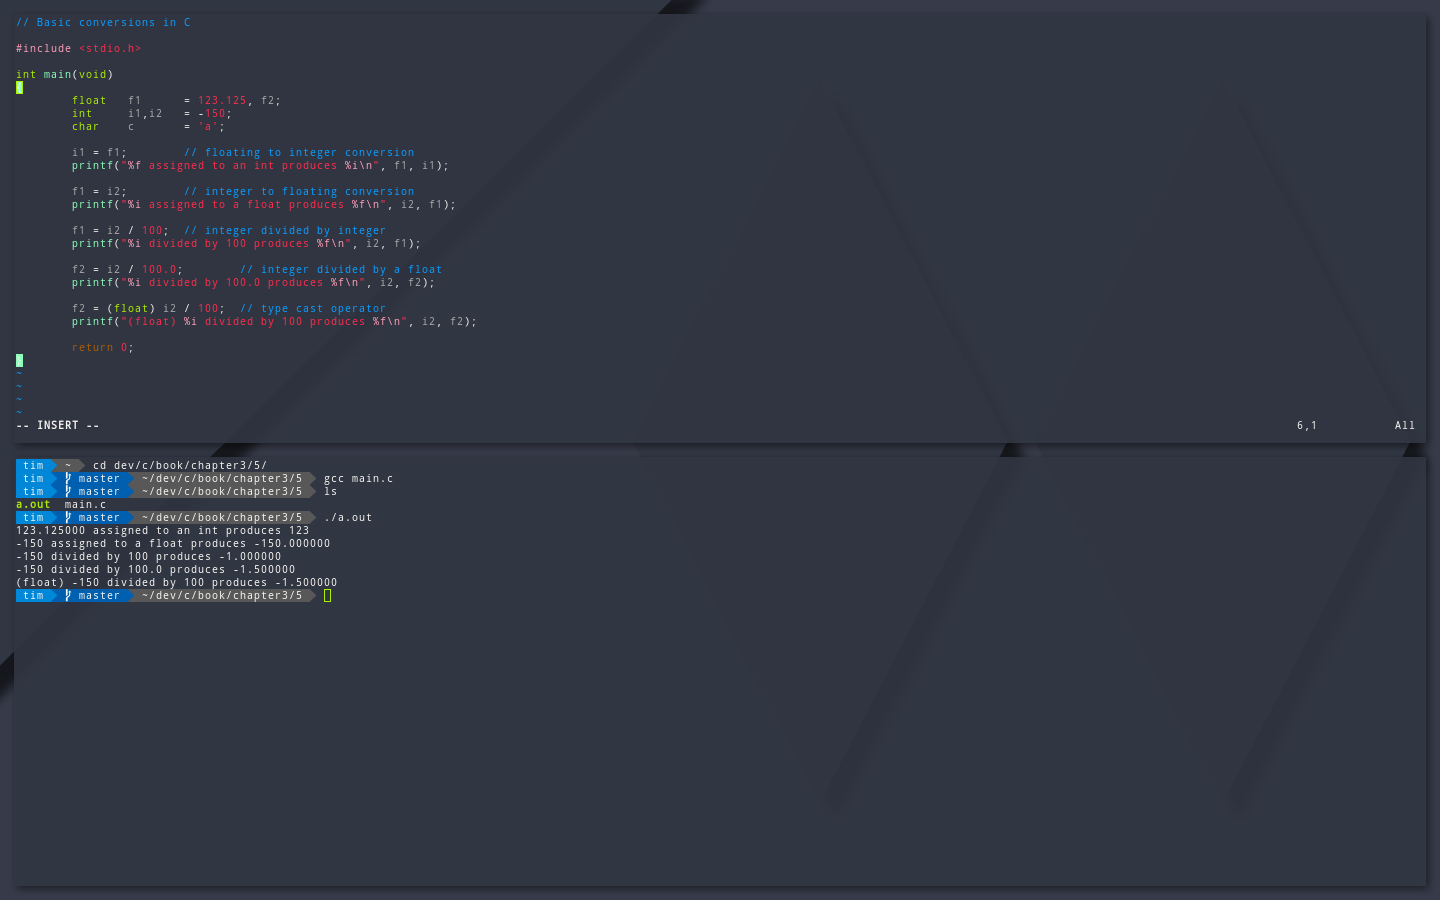 // Basic conversions in C
#include <stdio.h>
int main(void)
{
        float   f1      = 123.125, f2;
        int     i1,i2   = -150;
        char    c       = 'a';
        i1 = f1;        // floating to integer conversion
        printf("%f assigned to an int produces %i\n", f1, i1);
        f1 = i2;        // integer to floating conversion
        printf("%i assigned to a float produces %f\n", i2, f1);
        f1 = i2 / 100;  // integer divided by integer
        printf("%i divided by 100 produces %f\n", i2, f1);
        f2 = i2 / 100.0;        // integer divided by a float
        printf("%i divided by 100.0 produces %f\n", i2, f2);
        f2 = (float) i2 / 100;  // type cast operator
        printf("(float) %i divided by 100 produces %f\n", i2, f2);
        return 0;
}
~
~
~
~
-- INSERT --    6,1    All
tim ~ cd dev/c/book/chapter3/5/
tim master ~/dev/c/book/chapter3/5 gcc main.c
tim master ~/dev/c/book/chapter3/5 ls
a.out  main.c
tim master ~/dev/c/book/chapter3/5 ./a.out
123.125000 assigned to an int produces 123
-150 assigned to a float produces -150.000000
-150 divided by 100 produces -1.000000
-150 divided by 100.0 produces -1.500000
(float) -150 divided by 100 produces -1.500000
tim master ~/dev/c/book/chapter3/5